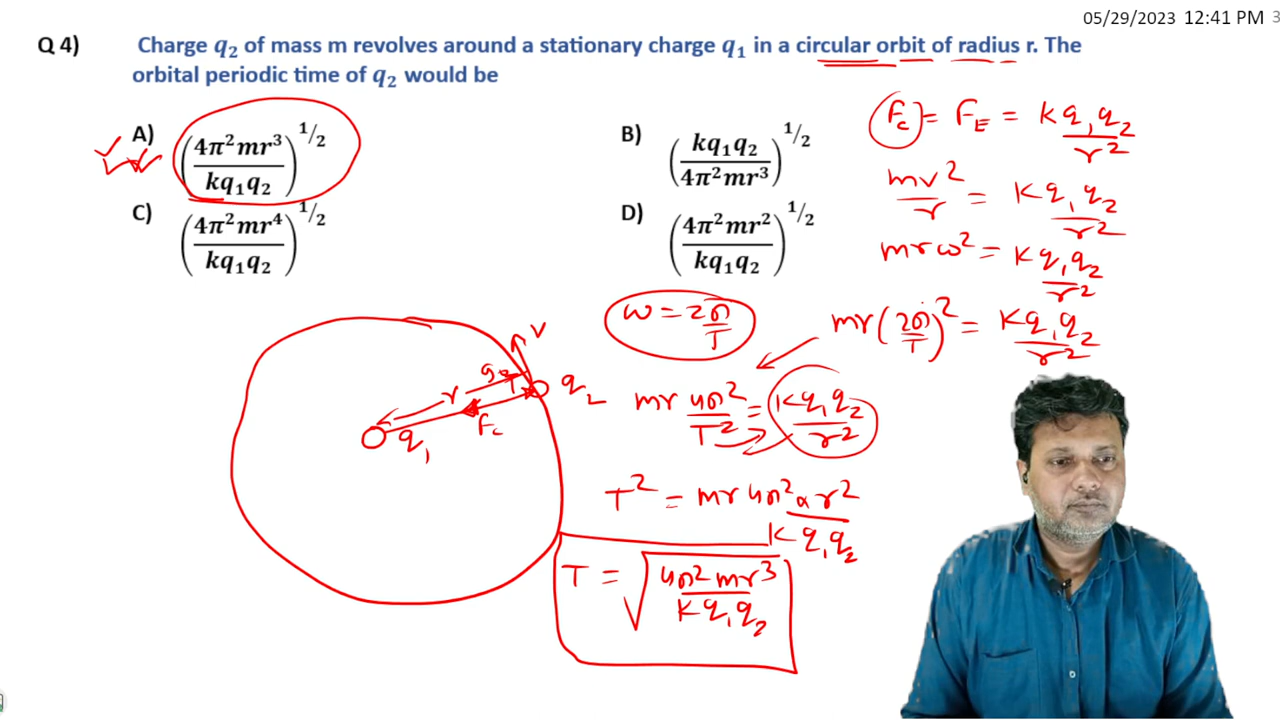 05/29/2023 12:41 PM 3
Q 4) Charge q₂ of mass m revolves around a stationary charge q₁ in a circular orbit of radius r. The
orbital periodic time of q₂ would be
A) (4π²mr³/kq₁q₂)^1/2
B) (kq₁q₂/4π²mr³)^1/2
C) (4π²mr⁴/kq₁q₂)^1/2
D) (4π²mr²/kq₁q₂)^1/2
F_c = F_E = Kq₁q₂/r²
mv²/r = Kq₁q₂/r²
mrω² = Kq₁q₂/r²
ω = 2π/T
mr(2π/T)² = Kq₁q₂/r²
mr 4π²/T² = Kq₁q₂/r²
T² = mr4π² × r²/Kq₁q₂
T = √(4π²mr³/Kq₁q₂)
v
q₂
r
F_c
q₁